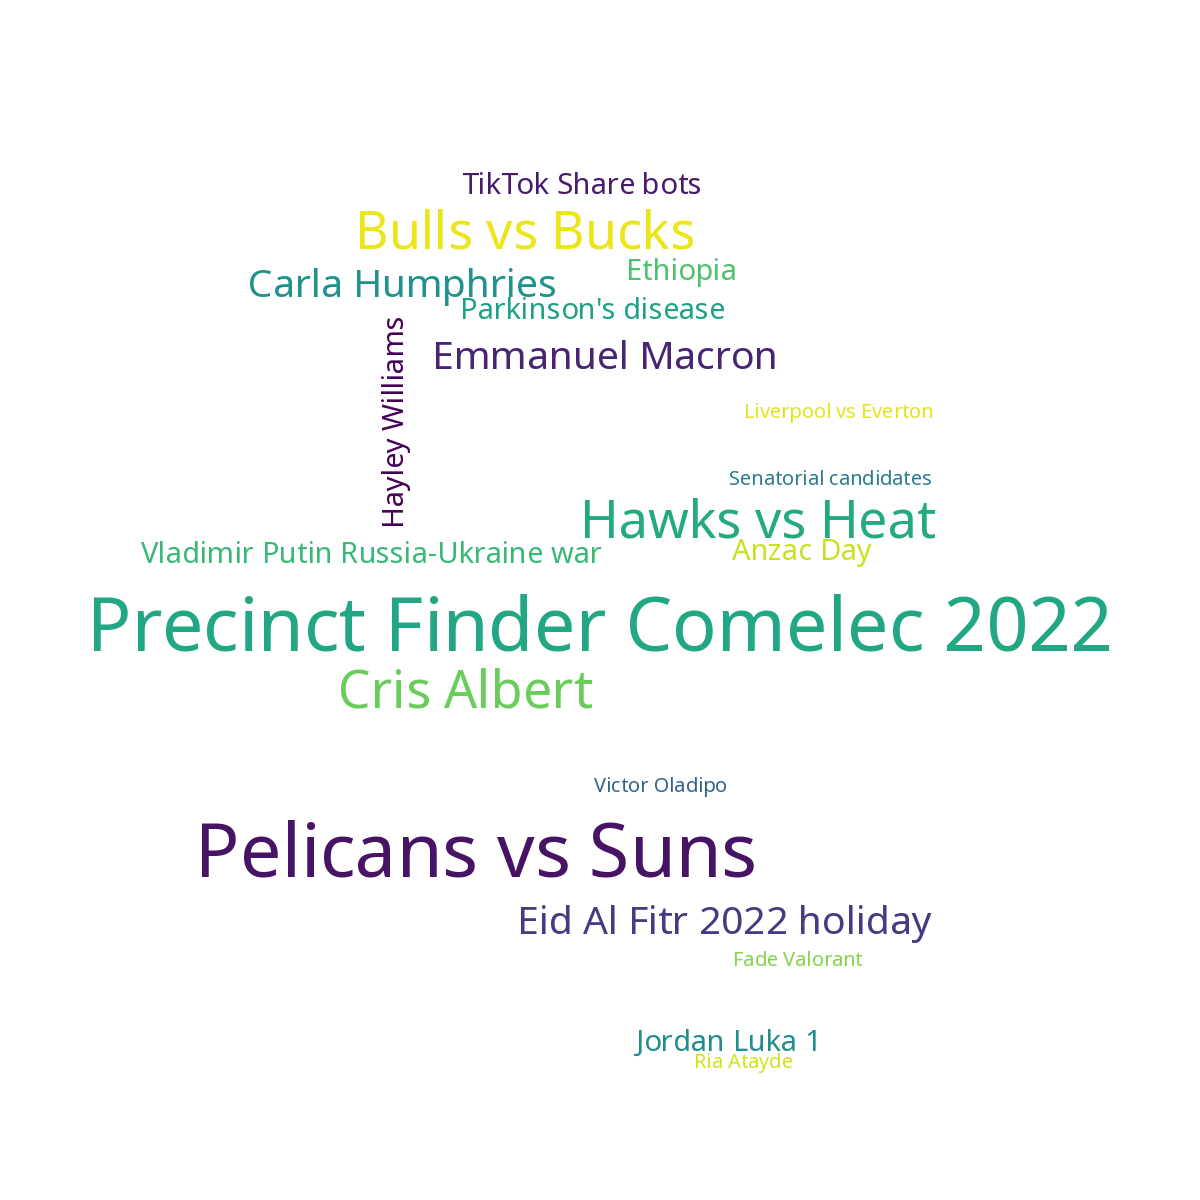 TikTok Share bots
Bulls vs Bucks
Ethiopia
Carla Humphries
Parkinson's disease
Hayley Williams
Emmanuel Macron
Liverpool vs Everton
Senatorial candidates
Hawks vs Heat
Vladimir Putin Russia-Ukraine war
Anzac Day
Precinct Finder Comelec 2022
Cris Albert
Victor Oladipo
Pelicans vs Suns
Eid Al Fitr 2022 holiday
Fade Valorant
Jordan Luka 1
Ria Atayde